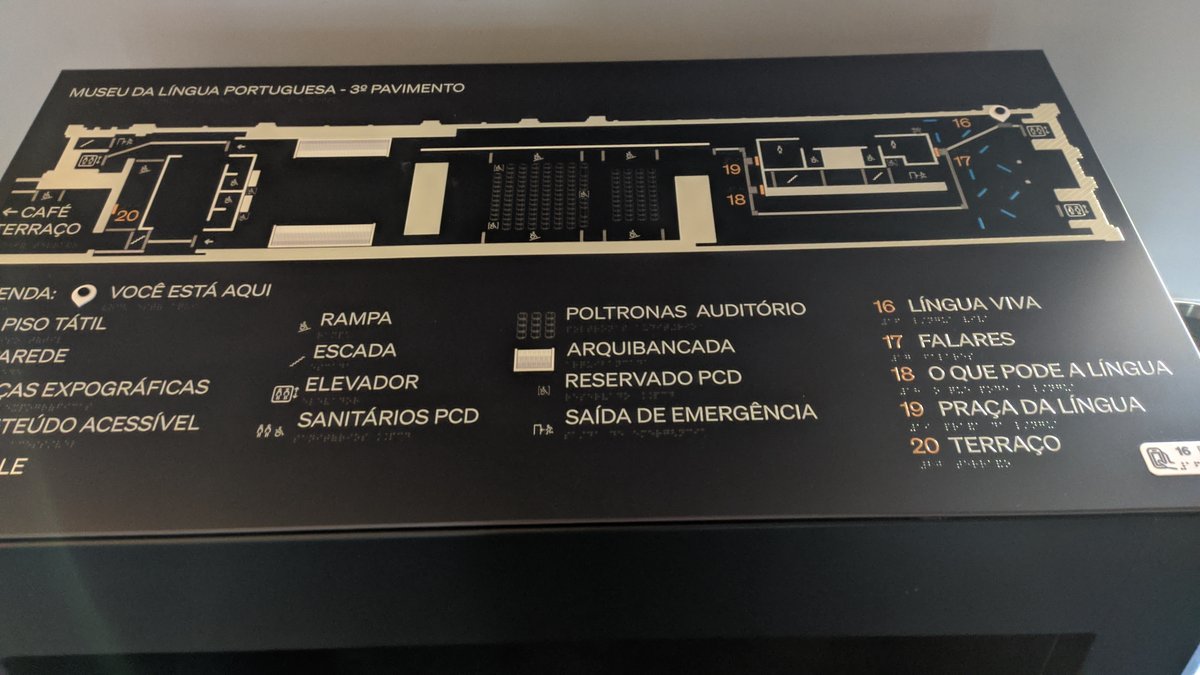 MUSEU DA LÍNGUA PORTUGUESA - 3º PAVIMENTO
16
17
19
18
20
← CAFÉ
TERRAÇO
ENDA:
VOCÊ ESTÁ AQUI
PISO TÁTIL
AREDE
ÇAS EXPOGRÁFICAS
TEÚDO ACESSÍVEL
LE
RAMPA
ESCADA
ELEVADOR
SANITÁRIOS PCD
POLTRONAS AUDITÓRIO
ARQUIBANCADA
RESERVADO PCD
SAÍDA DE EMERGÊNCIA
16 LÍNGUA VIVA
17 FALARES
18 O QUE PODE A LÍNGUA
19 PRAÇA DA LÍNGUA
20 TERRAÇO
16